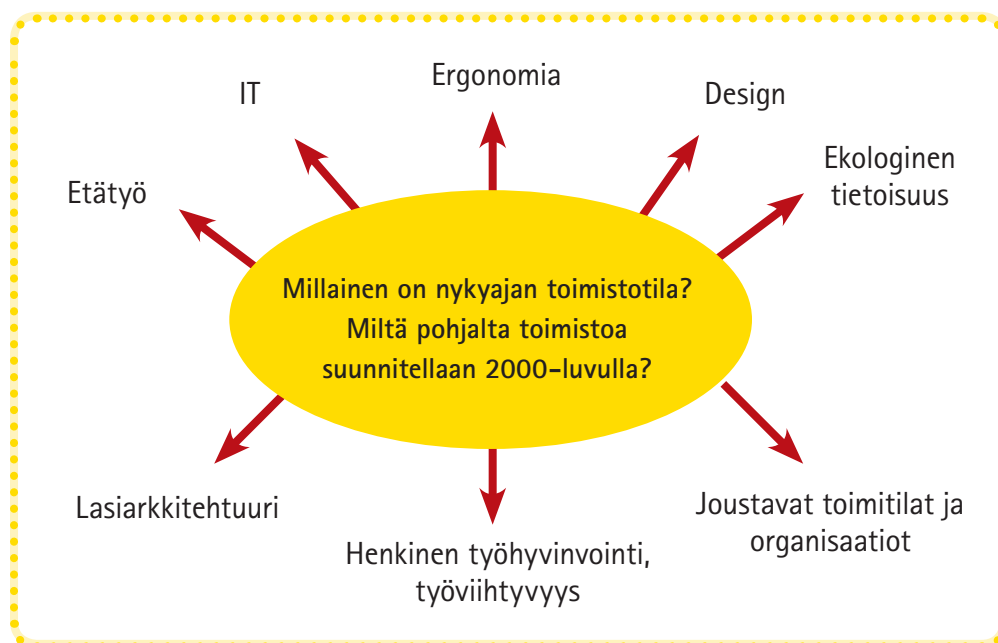 Ergonomia
IT
Design
Ekologinen
tietoisuus
Etätyö
Millainen on nykyajan toimistotila?
Miltä pohjalta toimistoa
suunnitellaan 2000-luvulla?
Lasiarkkitehtuuri
Joustavat toimitilat ja
organisaatiot
Henkinen työhyvinvointi,
työviihtyvyys